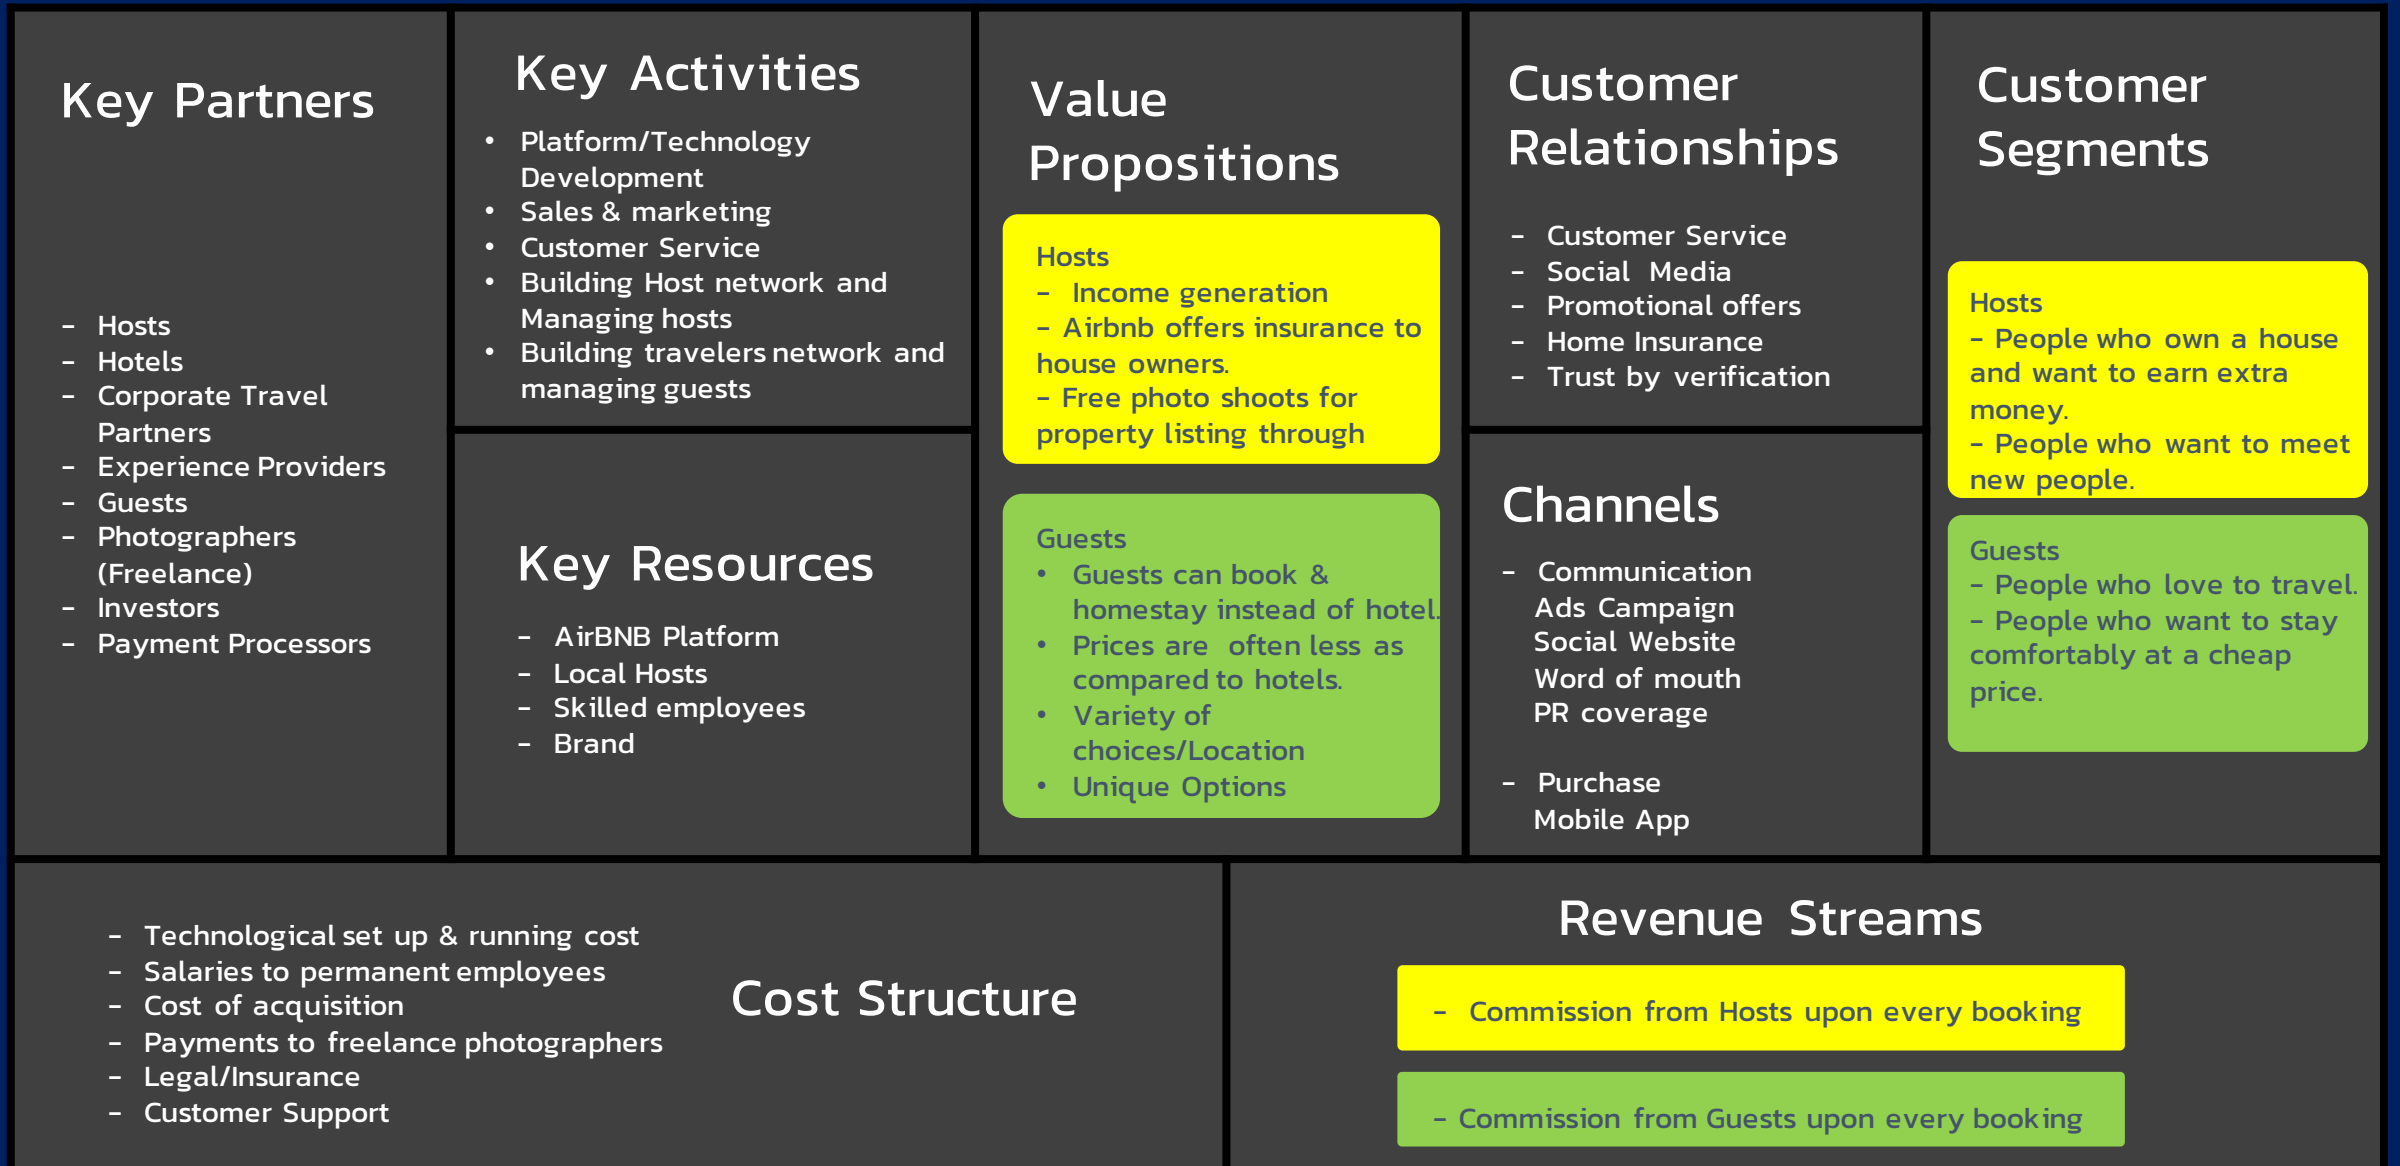 Key Partners
- Hosts
- Hotels
- Corporate Travel
Partners
- Experience Providers
- Guests
- Photographers
(Freelance)
- Investors
- Payment Processors
Key Activities
• Platform/Technology
Development
• Sales & marketing
• Customer Service
• Building Host network and
Managing hosts
• Building travelers network and
managing guests
Key Resources
- AirBNB Platform
- Local Hosts
- Skilled employees
- Brand
Value
Propositions
Hosts
- Income generation
- Airbnb offers insurance to
house owners.
- Free photo shoots for
property listing through
Guests
• Guests can book &
homestay instead of hotel.
• Prices are often less as
compared to hotels.
• Variety of
choices/Location
• Unique Options
Customer
Relationships
- Customer Service
- Social Media
- Promotional offers
- Home Insurance
- Trust by verification
Channels
- Communication
Ads Campaign
Social Website
Word of mouth
PR coverage
- Purchase
Mobile App
Customer
Segments
Hosts
- People who own a house
and want to earn extra
money.
- People who want to meet
new people.
Guests
- People who love to travel.
- People who want to stay
comfortably at a cheap
price.
- Technological set up & running cost
- Salaries to permanent employees
- Cost of acquisition
- Payments to freelance photographers
- Legal/Insurance
- Customer Support
Cost Structure
Revenue Streams
- Commission from Hosts upon every booking
- Commission from Guests upon every booking